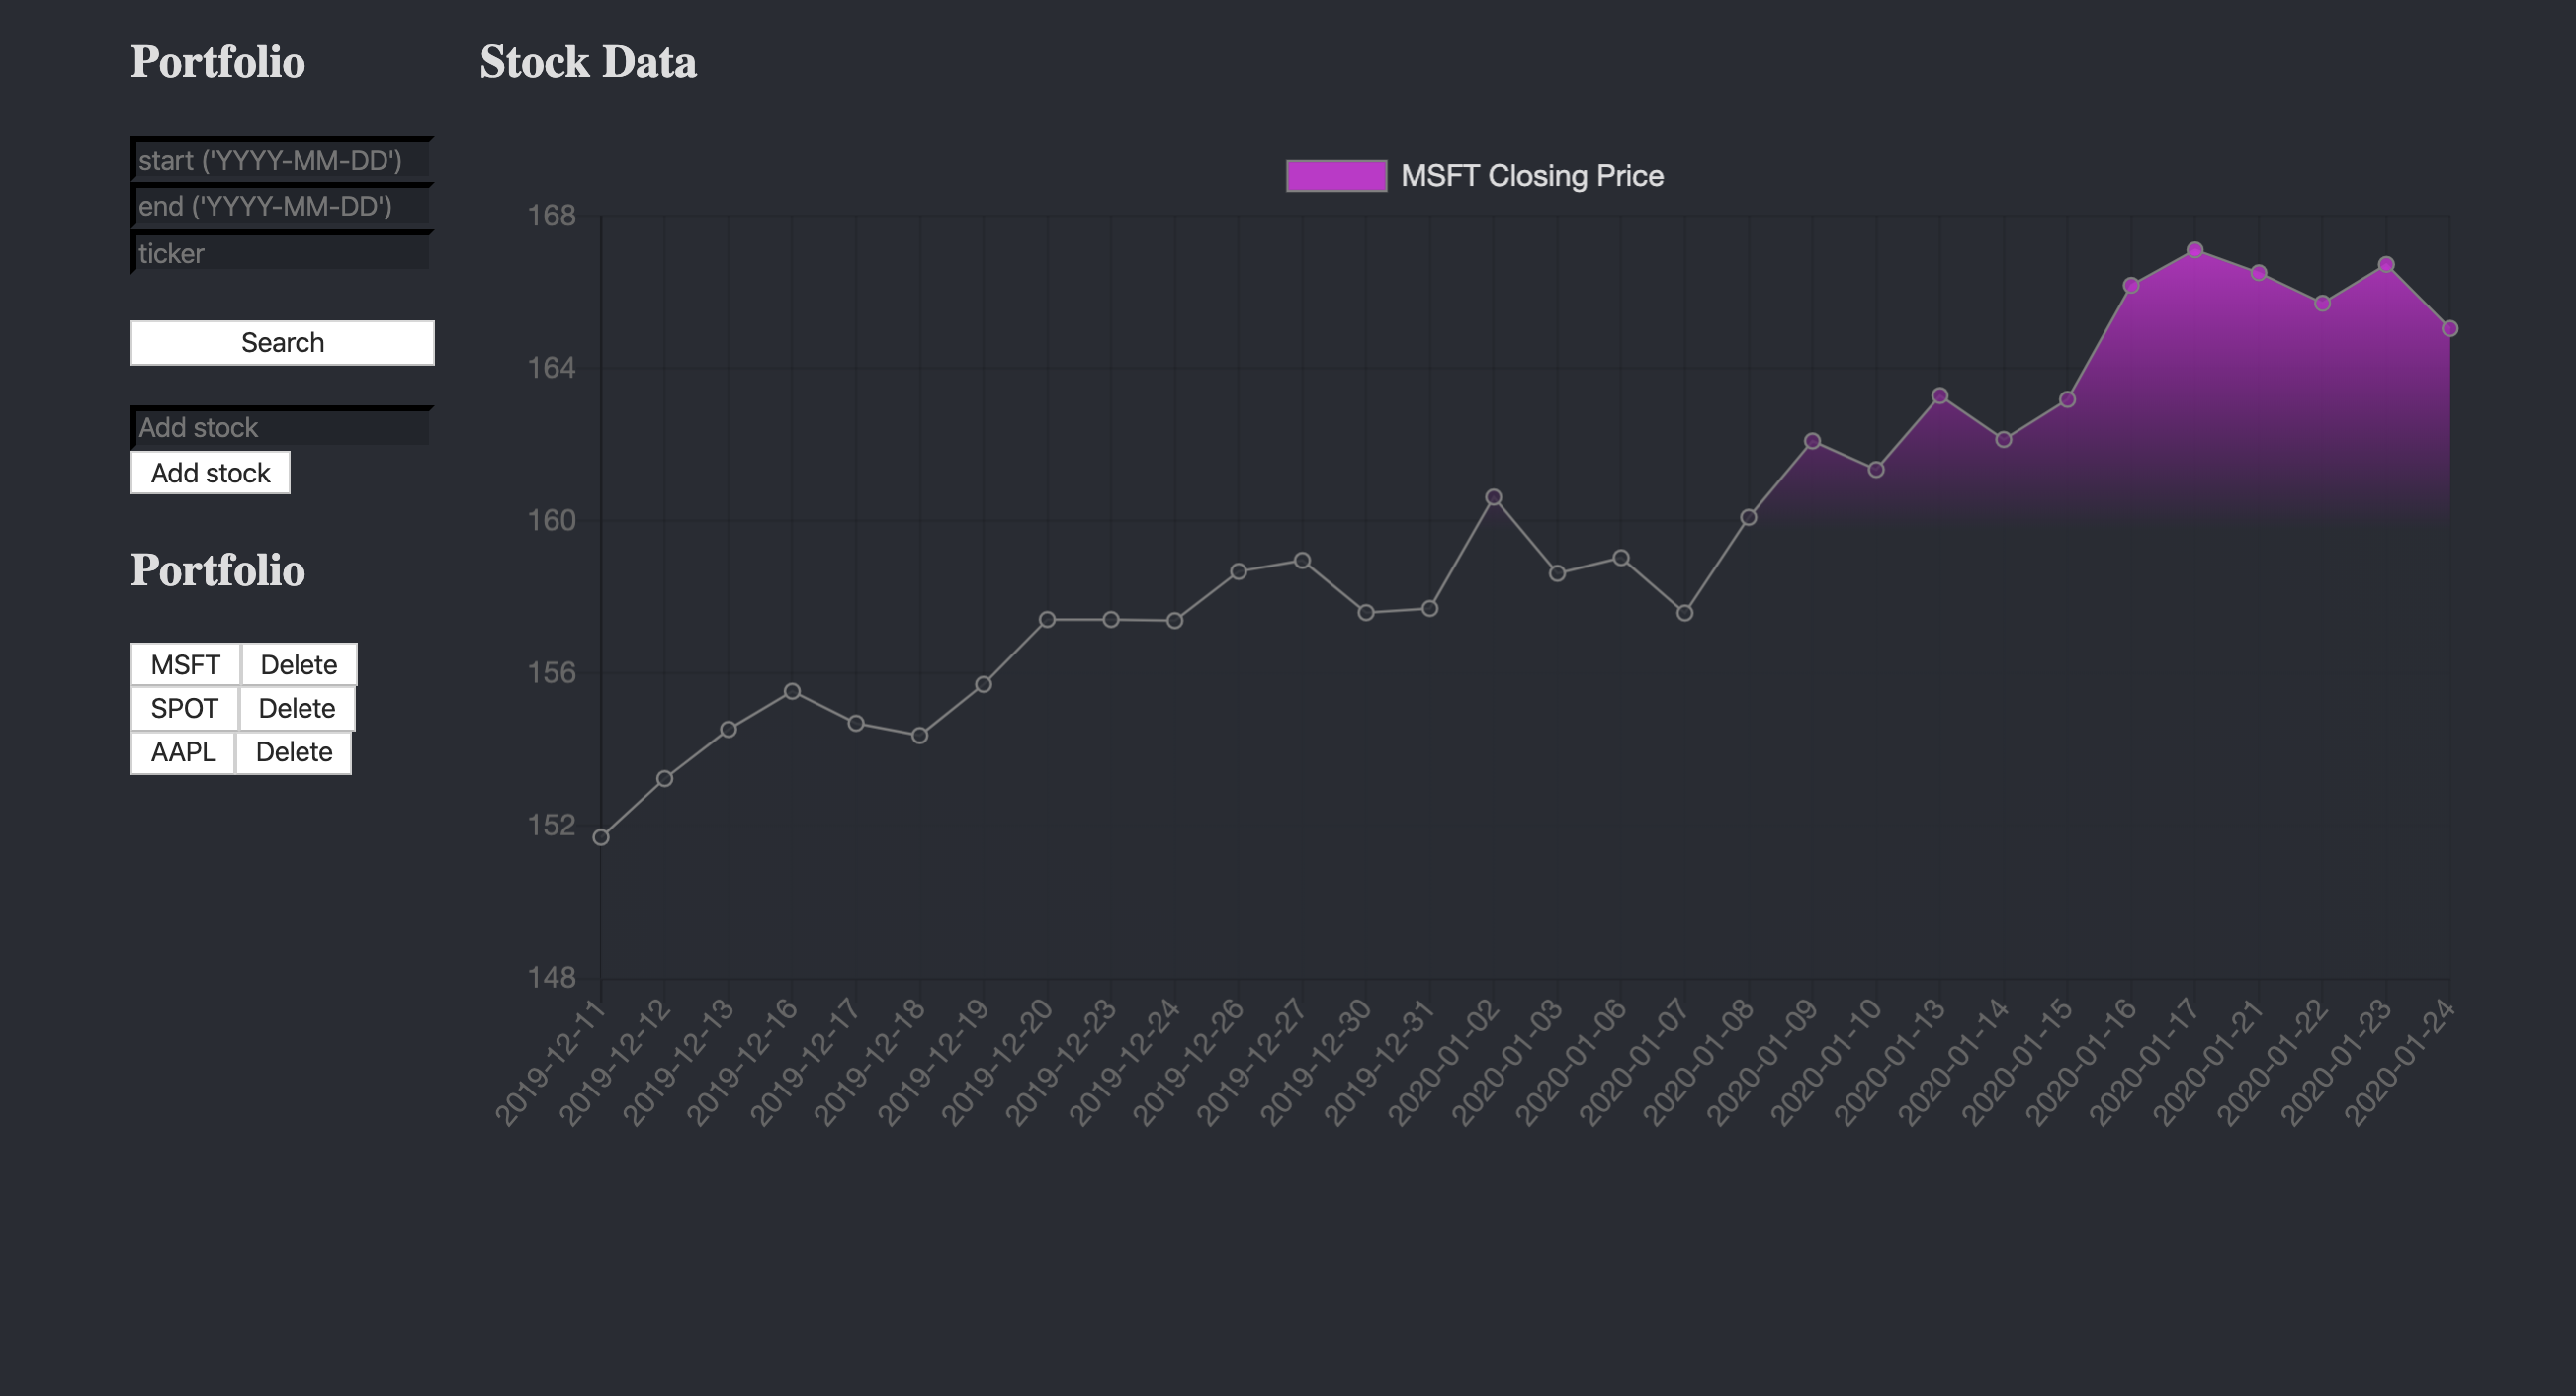 Portfolio
start ('YYYY-MM-DD')
end ('YYYY-MM-DD')
ticker
Search
Add stock
Add stock
Portfolio
MSFT Delete
SPOT Delete
AAPL Delete
Stock Data
MSFT Closing Price
168
164
160
156
152
148
2019-12-11
2019-12-12
2019-12-13
2019-12-16
2019-12-17
2019-12-18
2019-12-19
2019-12-20
2019-12-23
2019-12-24
2019-12-26
2019-12-27
2019-12-30
2019-12-31
2020-01-02
2020-01-03
2020-01-06
2020-01-07
2020-01-08
2020-01-09
2020-01-10
2020-01-13
2020-01-14
2020-01-15
2020-01-16
2020-01-17
2020-01-21
2020-01-22
2020-01-23
2020-01-24